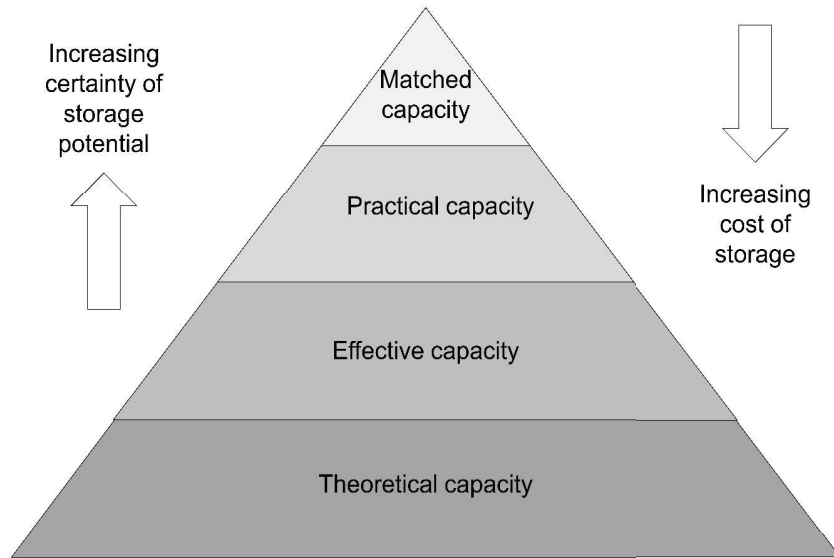 Increasing
certainty of
storage
potential
Matched
capacity
Increasing
cost of
storage
Practical capacity
Effective capacity
Theoretical capacity